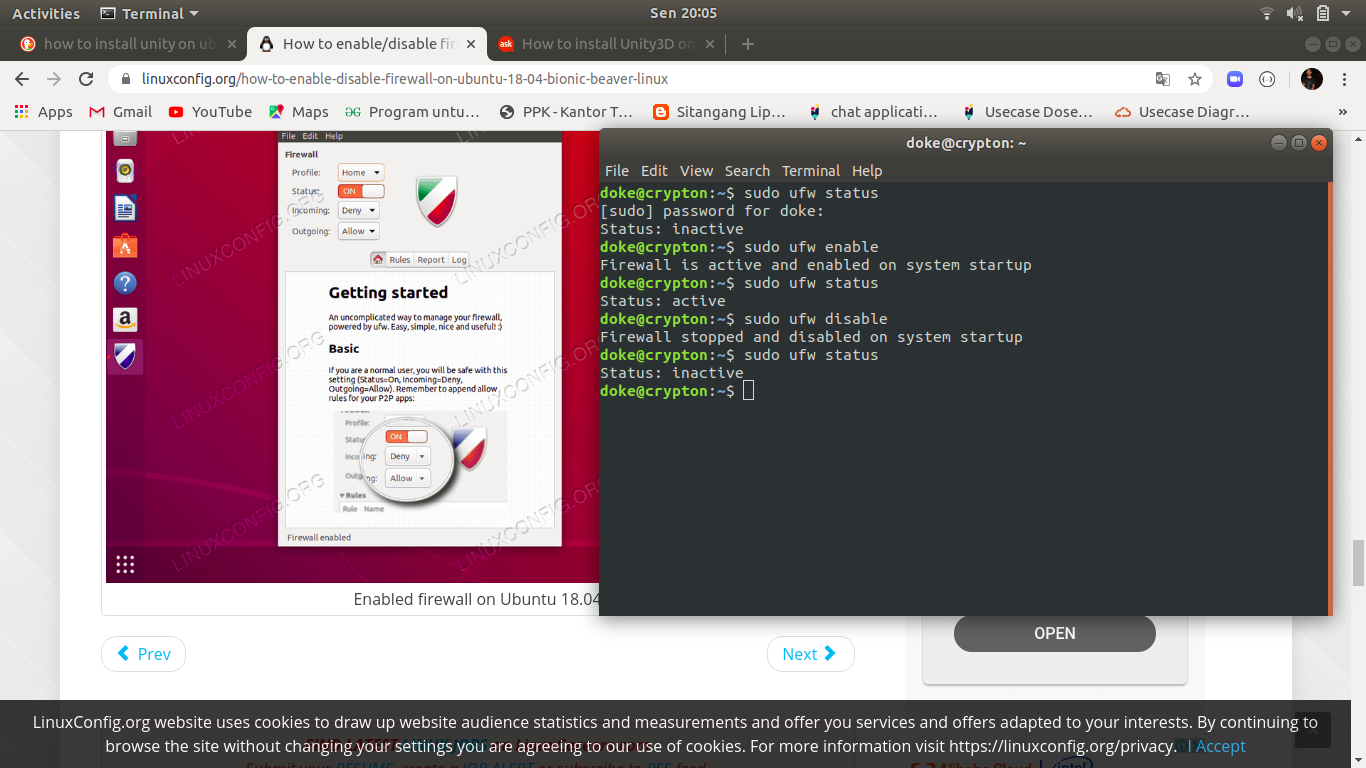 Activities
Terminal
Sen 20:05
how to install unity on ub
How to enable/disable fir
How to install Unity3D on
linuxconfig.org/how-to-enable-disable-firewall-on-ubuntu-18-04-bionic-beaver-linux
Apps
Gmail
YouTube
Maps
Program untu...
PPK - Kantor T...
Sitangang Lip...
chat applicati...
Usecase Dose...
Usecase Diagr...
»
File Edit Help
Firewall
Profile: Home
Status: ON
Incoming: Deny
Outgoing: Allow
Rules Report Log
Getting started
An uncomplicated way to manage your firewall,
powered by ufw. Easy, simple, nice and useful! :)
Basic
If you are a normal user, you will be safe with this
setting (Status=On, Incoming=Deny,
Outgoing=Allow). Remember to append allow
rules for your P2P apps:
Profile:
ON
Deny
Allow
Rules
Rule Name
Firewall enabled
LINUXCONFIG.ORG
LINUXCONFIG.ORG
LINUXCONFIG.ORG
Enabled firewall on Ubuntu 18.04
doke@crypton: ~
File Edit View Search Terminal Help
doke@crypton:~$ sudo ufw status
[sudo] password for doke:
Status: inactive
doke@crypton:~$ sudo ufw enable
Firewall is active and enabled on system startup
doke@crypton:~$ sudo ufw status
Status: active
doke@crypton:~$ sudo ufw disable
Firewall stopped and disabled on system startup
doke@crypton:~$ sudo ufw status
Status: inactive
doke@crypton:~$
Prev
Next
OPEN
LinuxConfig.org website uses cookies to draw up website audience statistics and measurements and offer you services and offers adapted to your interests. By continuing to
browse the site without changing your settings you are agreeing to our use of cookies. For more information visit https://linuxconfig.org/privacy. I Accept